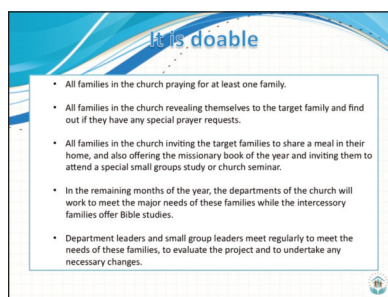 It is doable
• All families in the church praying for at least one family.
• All families in the church revealing themselves to the target family and find
out if they have any special prayer requests.
• All families in the church inviting the target families to share a meal in their
home, and also offering the missionary book of the year and inviting them to
attend a special small groups study or church seminar.
• In the remaining months of the year, the departments of the church will
work to meet the major needs of these families while the intercessory
families offer Bible studies.
• Department leaders and small group leaders meet regularly to meet the
needs of these families, to evaluate the project and to undertake any
necessary changes.